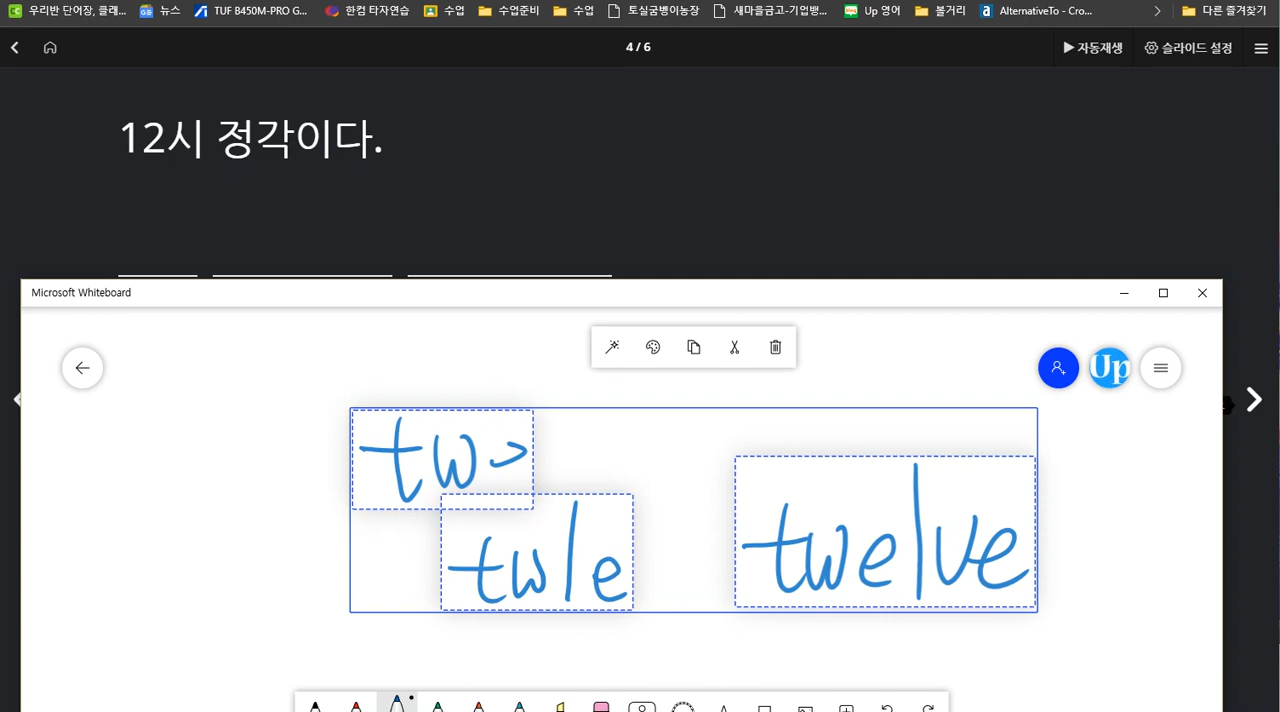 우리반 단어장, 클래... 뉴스 TUF B450M-PRO G... 한컴 타자연습 수업 수업준비 수업 토실굼벵이농장 새마을금고-기업뱅... Up 영어 볼거리 AlternativeTo - Cro... 다른 즐겨찾기
4 / 6 자동재생 슬라이드 설정
12시 정각이다.
Microsoft Whiteboard
Up
tw
twle
twelve